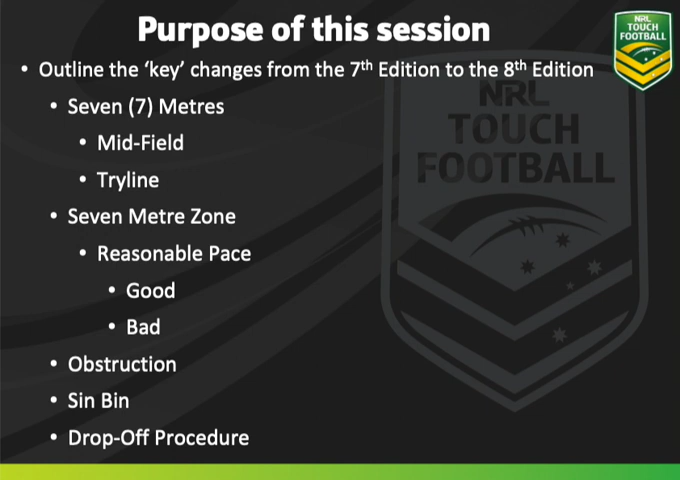 Purpose of this session
NRL
TOUCH
FOOTBALL
• Outline the ‘key’ changes from the 7th Edition to the 8th Edition
• Seven (7) Metres
• Mid-Field
• Tryline
• Seven Metre Zone
• Reasonable Pace
• Good
• Bad
• Obstruction
• Sin Bin
• Drop-Off Procedure
NRL
TOUCH
FOOTBALL